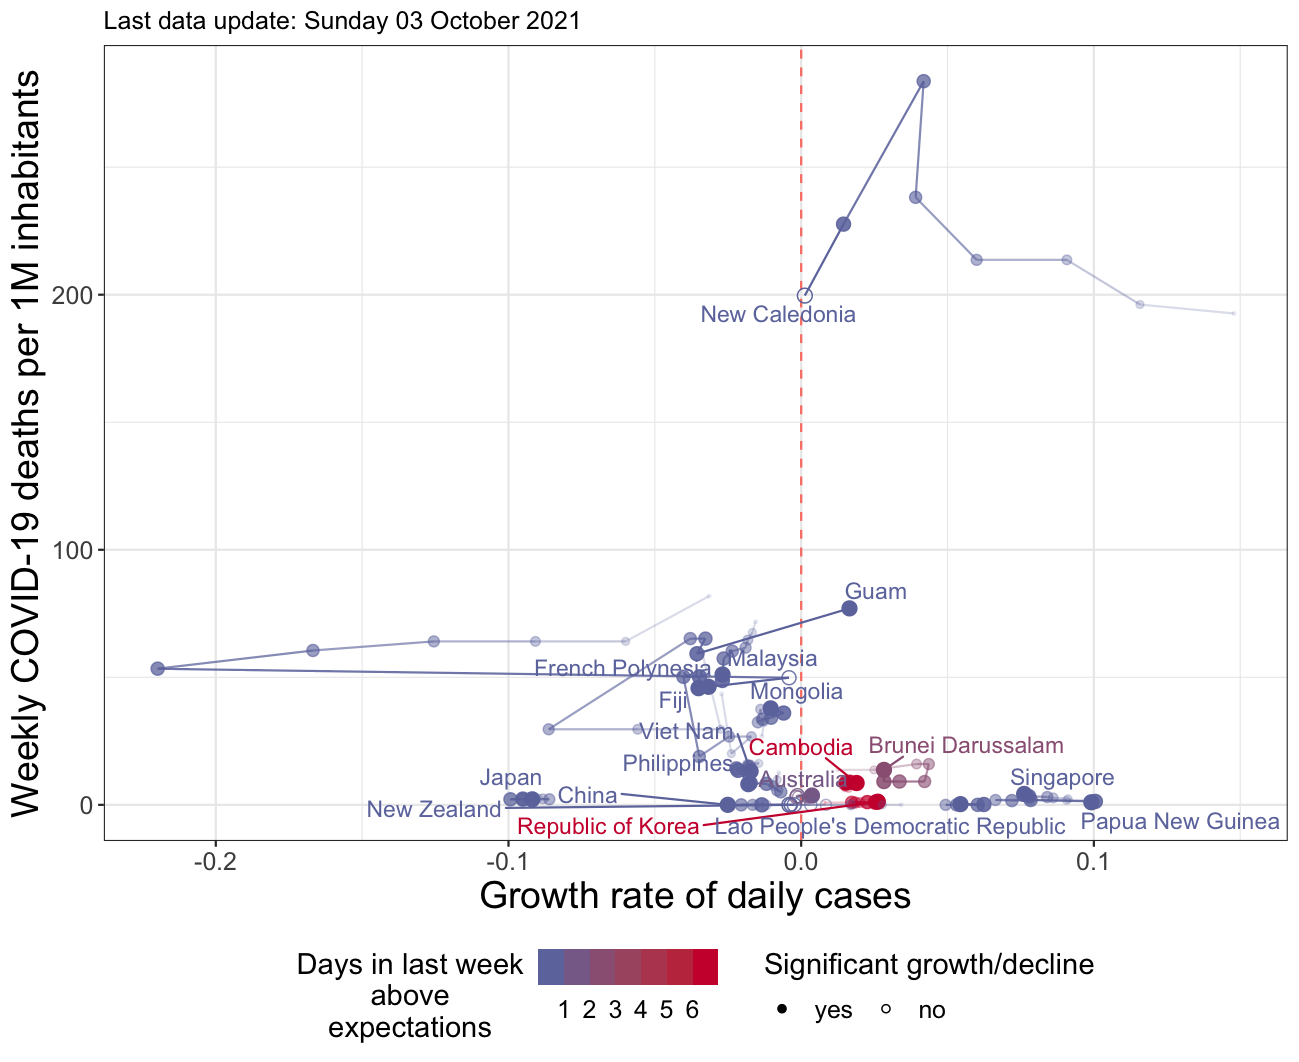 Last data update: Sunday 03 October 2021
Weekly COVID-19 deaths per 1M inhabitants
200
100
0
New Caledonia
Guam
French Polynesia
Malaysia
Fiji
Mongolia
Viet Nam
Cambodia
Brunei Darussalam
Philippines
Australia
Japan
Singapore
China
New Zealand
Republic of Korea
Lao People's Democratic Republic
Papua New Guinea
-0.2
-0.1
0.0
0.1
Growth rate of daily cases
Days in last week
above
expectations
1 2 3 4 5 6
Significant growth/decline
yes
no